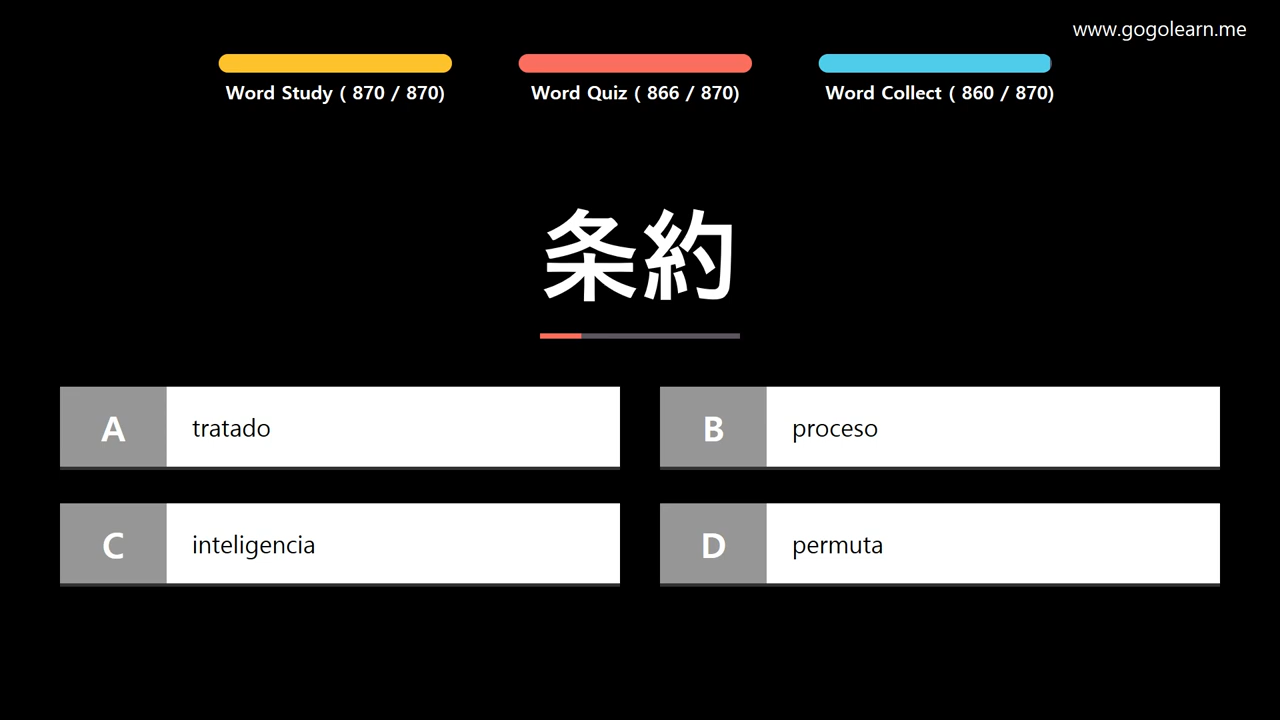 www.gogolearn.me
Word Study ( 870 / 870)
Word Quiz ( 866 / 870)
Word Collect ( 860 / 870)
条約
A tratado
B proceso
C inteligencia
D permuta